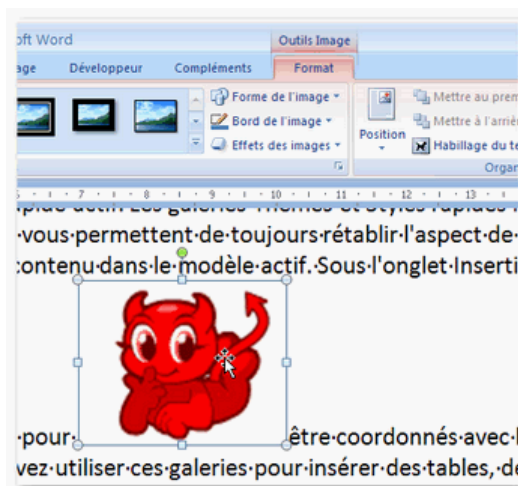 oft Word Outils Image
age Développeur Compléments Format
Forme de l'image
Bord de l'image
Effets des images
Position
Mettre au prem
Mettre à l'arriè
Habillage du te
Organ
7 8 9 10 11 12 13
vous·permettent·de·toujours·rétablir·l'aspect·de·
contenu·dans·le·modèle·actif.·Sous·l'onglet·Inserti
·pour· être·coordonnés·avec·l
vez·utiliser·ces·galeries·pour·insérer·des·tables,·de